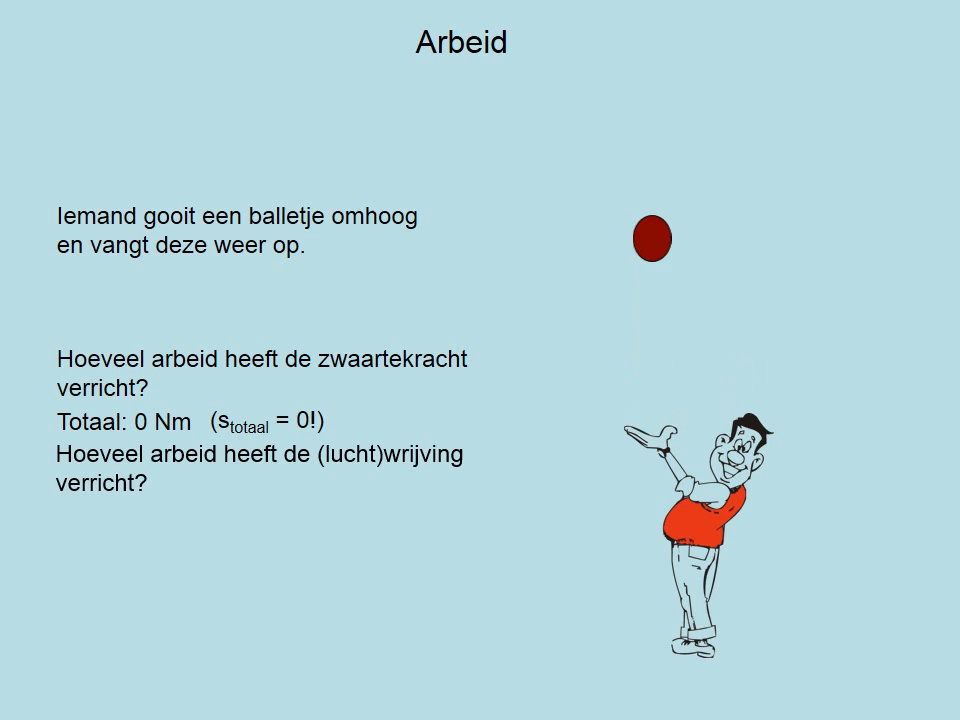 Arbeid
Iemand gooit een balletje omhoog
en vangt deze weer op.
Hoeveel arbeid heeft de zwaartekracht
verricht?
Totaal: 0 Nm (stotaal = 0!)
Hoeveel arbeid heeft de (lucht)wrijving
verricht?